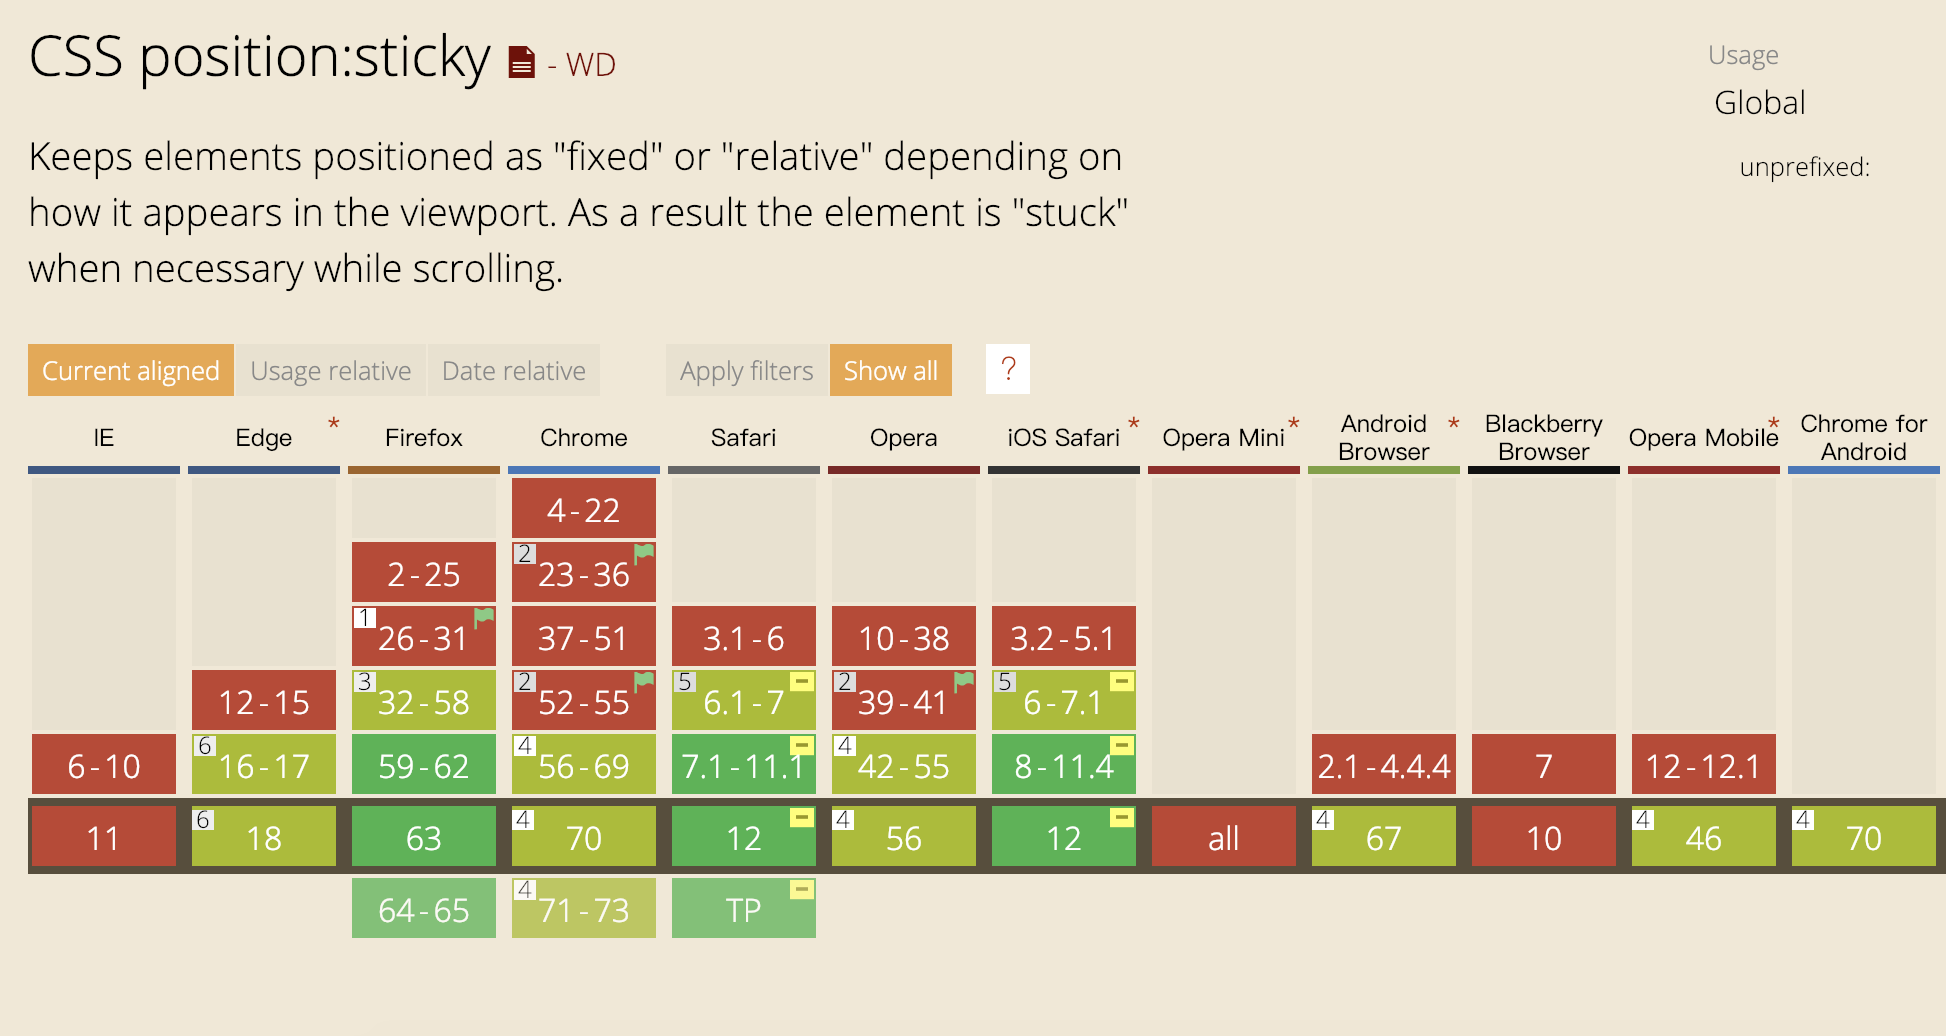 CSS position:sticky - WD
Usage
Global
unprefixed:
Keeps elements positioned as "fixed" or "relative" depending on
how it appears in the viewport. As a result the element is "stuck"
when necessary while scrolling.
Current aligned Usage relative Date relative Apply filters Show all ?
IE Edge * Firefox Chrome Safari Opera iOS Safari * Opera Mini * Android Browser * Blackberry Browser Opera Mobile * Chrome for Android
4-22
2-25 2 23-36
1 26-31 37-51 3.1-6 10-38 3.2-5.1
12-15 3 32-58 2 52-55 5 6.1-7 2 39-41 5 6-7.1
6-10 6 16-17 59-62 4 56-69 7.1-11.1 4 42-55 8-11.4 2.1-4.4.4 7 12-12.1
11 6 18 63 4 70 12 4 56 12 all 4 67 10 4 46 4 70
64-65 4 71-73 TP